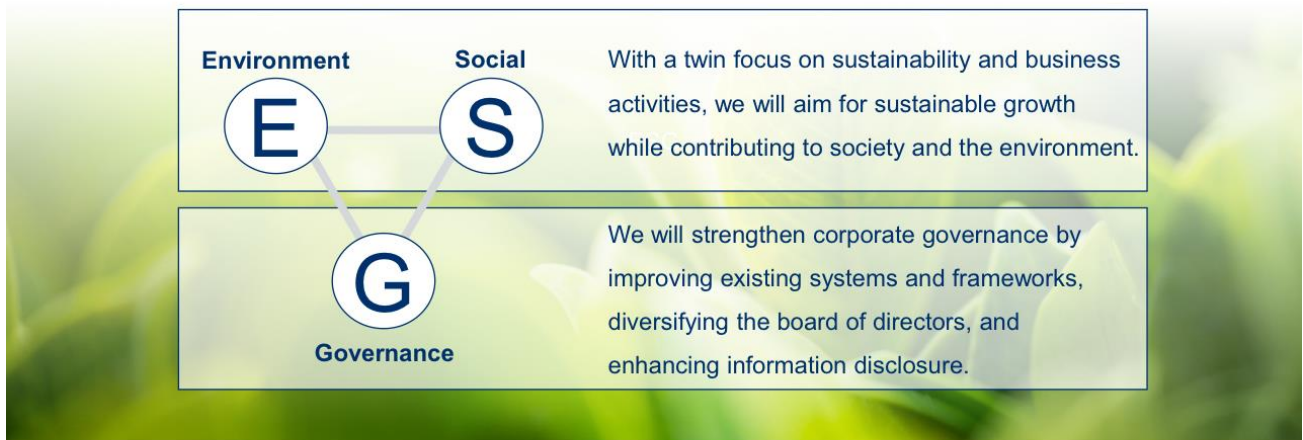 Environment
Social
E
S
With a twin focus on sustainability and business
activities, we will aim for sustainable growth
while contributing to society and the environment.
G
Governance
We will strengthen corporate governance by
improving existing systems and frameworks,
diversifying the board of directors, and
enhancing information disclosure.